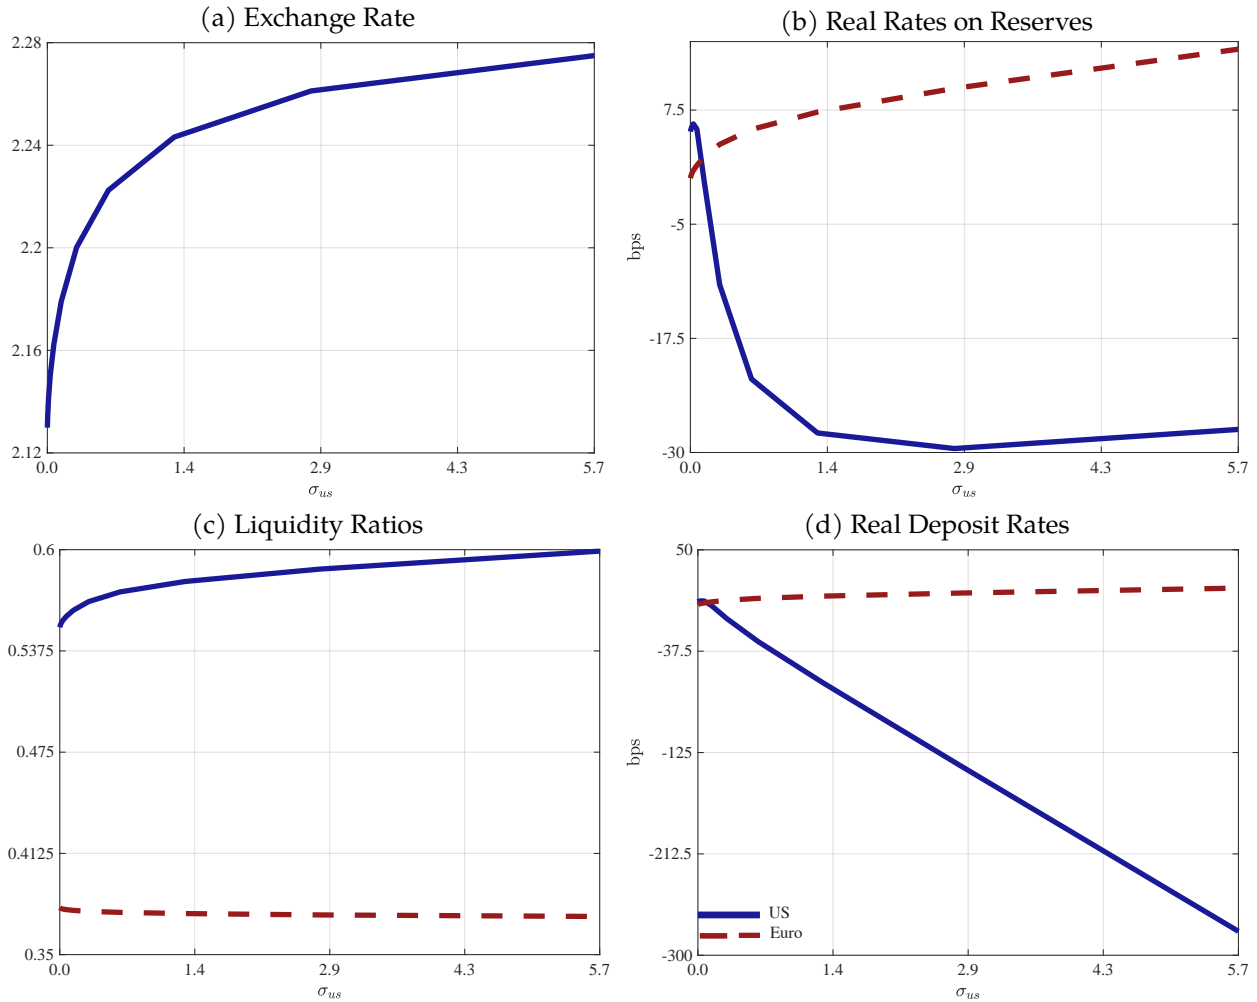 (a) Exchange Rate
2.28
2.24
2.2
2.16
2.12
0.0 1.4 2.9 4.3 5.7
σus
(b) Real Rates on Reserves
7.5
-5
-17.5
-30
bps
0.0 1.4 2.9 4.3 5.7
σus
(c) Liquidity Ratios
0.6
0.5375
0.475
0.4125
0.35
0.0 1.4 2.9 4.3 5.7
σus
(d) Real Deposit Rates
50
-37.5
-125
-212.5
-300
bps
US
Euro
0.0 1.4 2.9 4.3 5.7
σus